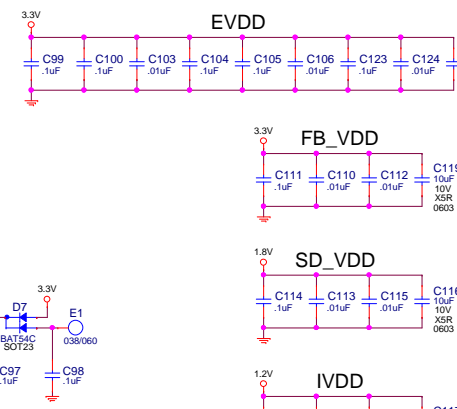 3.3V
EVDD
C99
.1uF
C100
.1uF
C103
.01uF
C104
.1uF
C105
.1uF
C106
.01uF
C123
.1uF
C124
.01uF
3.3V
FB_VDD
C111
.1uF
C110
.01uF
C112
.01uF
C119
10uF
10V
X5R
0603
1.8V
SD_VDD
C114
.1uF
C113
.01uF
C115
.01uF
C116
10uF
10V
X5R
0603
3.3V
D7
BAT54C
SOT23
E1
038/060
C97
.1uF
C98
.1uF
1.2V
IVDD